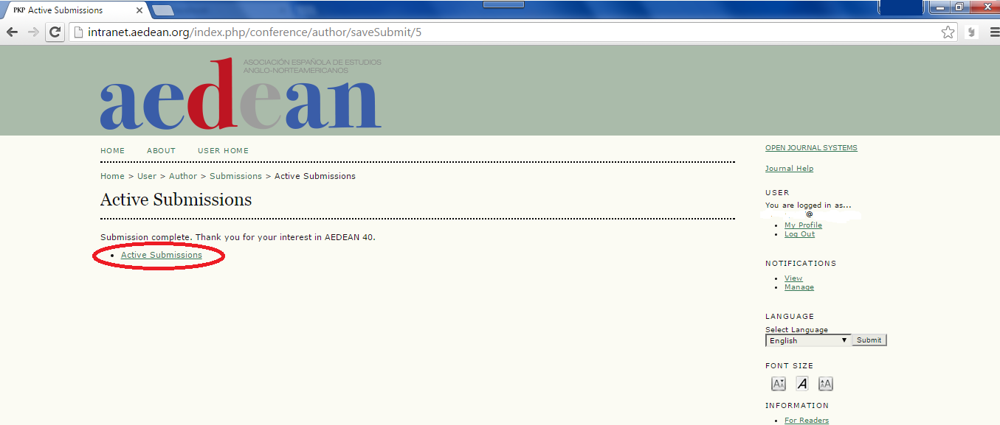 PKP Active Submissions
intranet.aedean.org/index.php/conference/author/saveSubmit/5
ASOCIACIÓN ESPAÑOLA DE ESTUDIOS
ANGLO-NORTEAMERICANOS
aedean
HOME ABOUT USER HOME
Home > User > Author > Submissions > Active Submissions
Active Submissions
Submission complete. Thank you for your interest in AEDEAN 40.
Active Submissions
OPEN JOURNAL SYSTEMS
Journal Help
USER
You are logged in as...
@
My Profile
Log Out
NOTIFICATIONS
View
Manage
LANGUAGE
Select Language
English Submit
FONT SIZE
A A AA
INFORMATION
For Readers